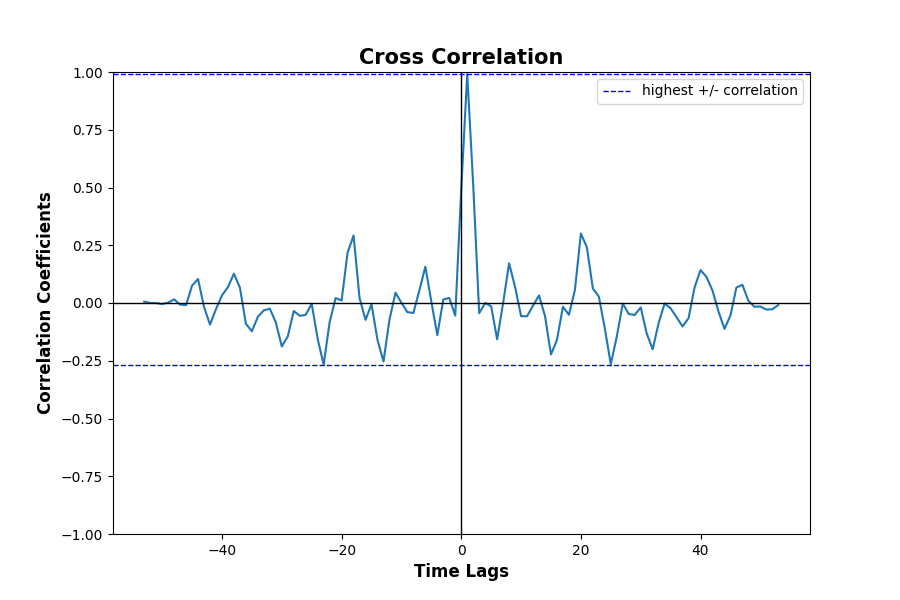 Cross Correlation
1.00
highest +/- correlation
0.75
0.50
0.25
0.00
−0.25
−0.50
−0.75
−1.00
Correlation Coefficients
−40 −20 0 20 40
Time Lags